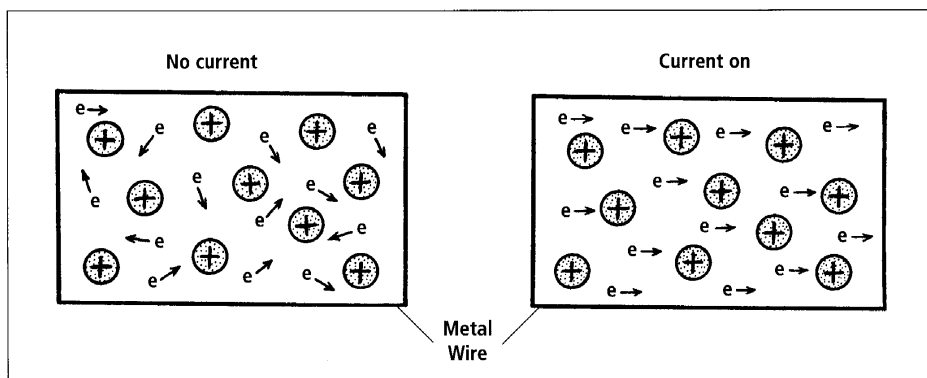 No current
e → + e + e + e
e + e + e +
e e + e
+ e e + e e e +
Current on
e → + e → + e → + e →
e → + e → +
e → + e → + e →
+ e → + e → +
e → e →
Metal
Wire